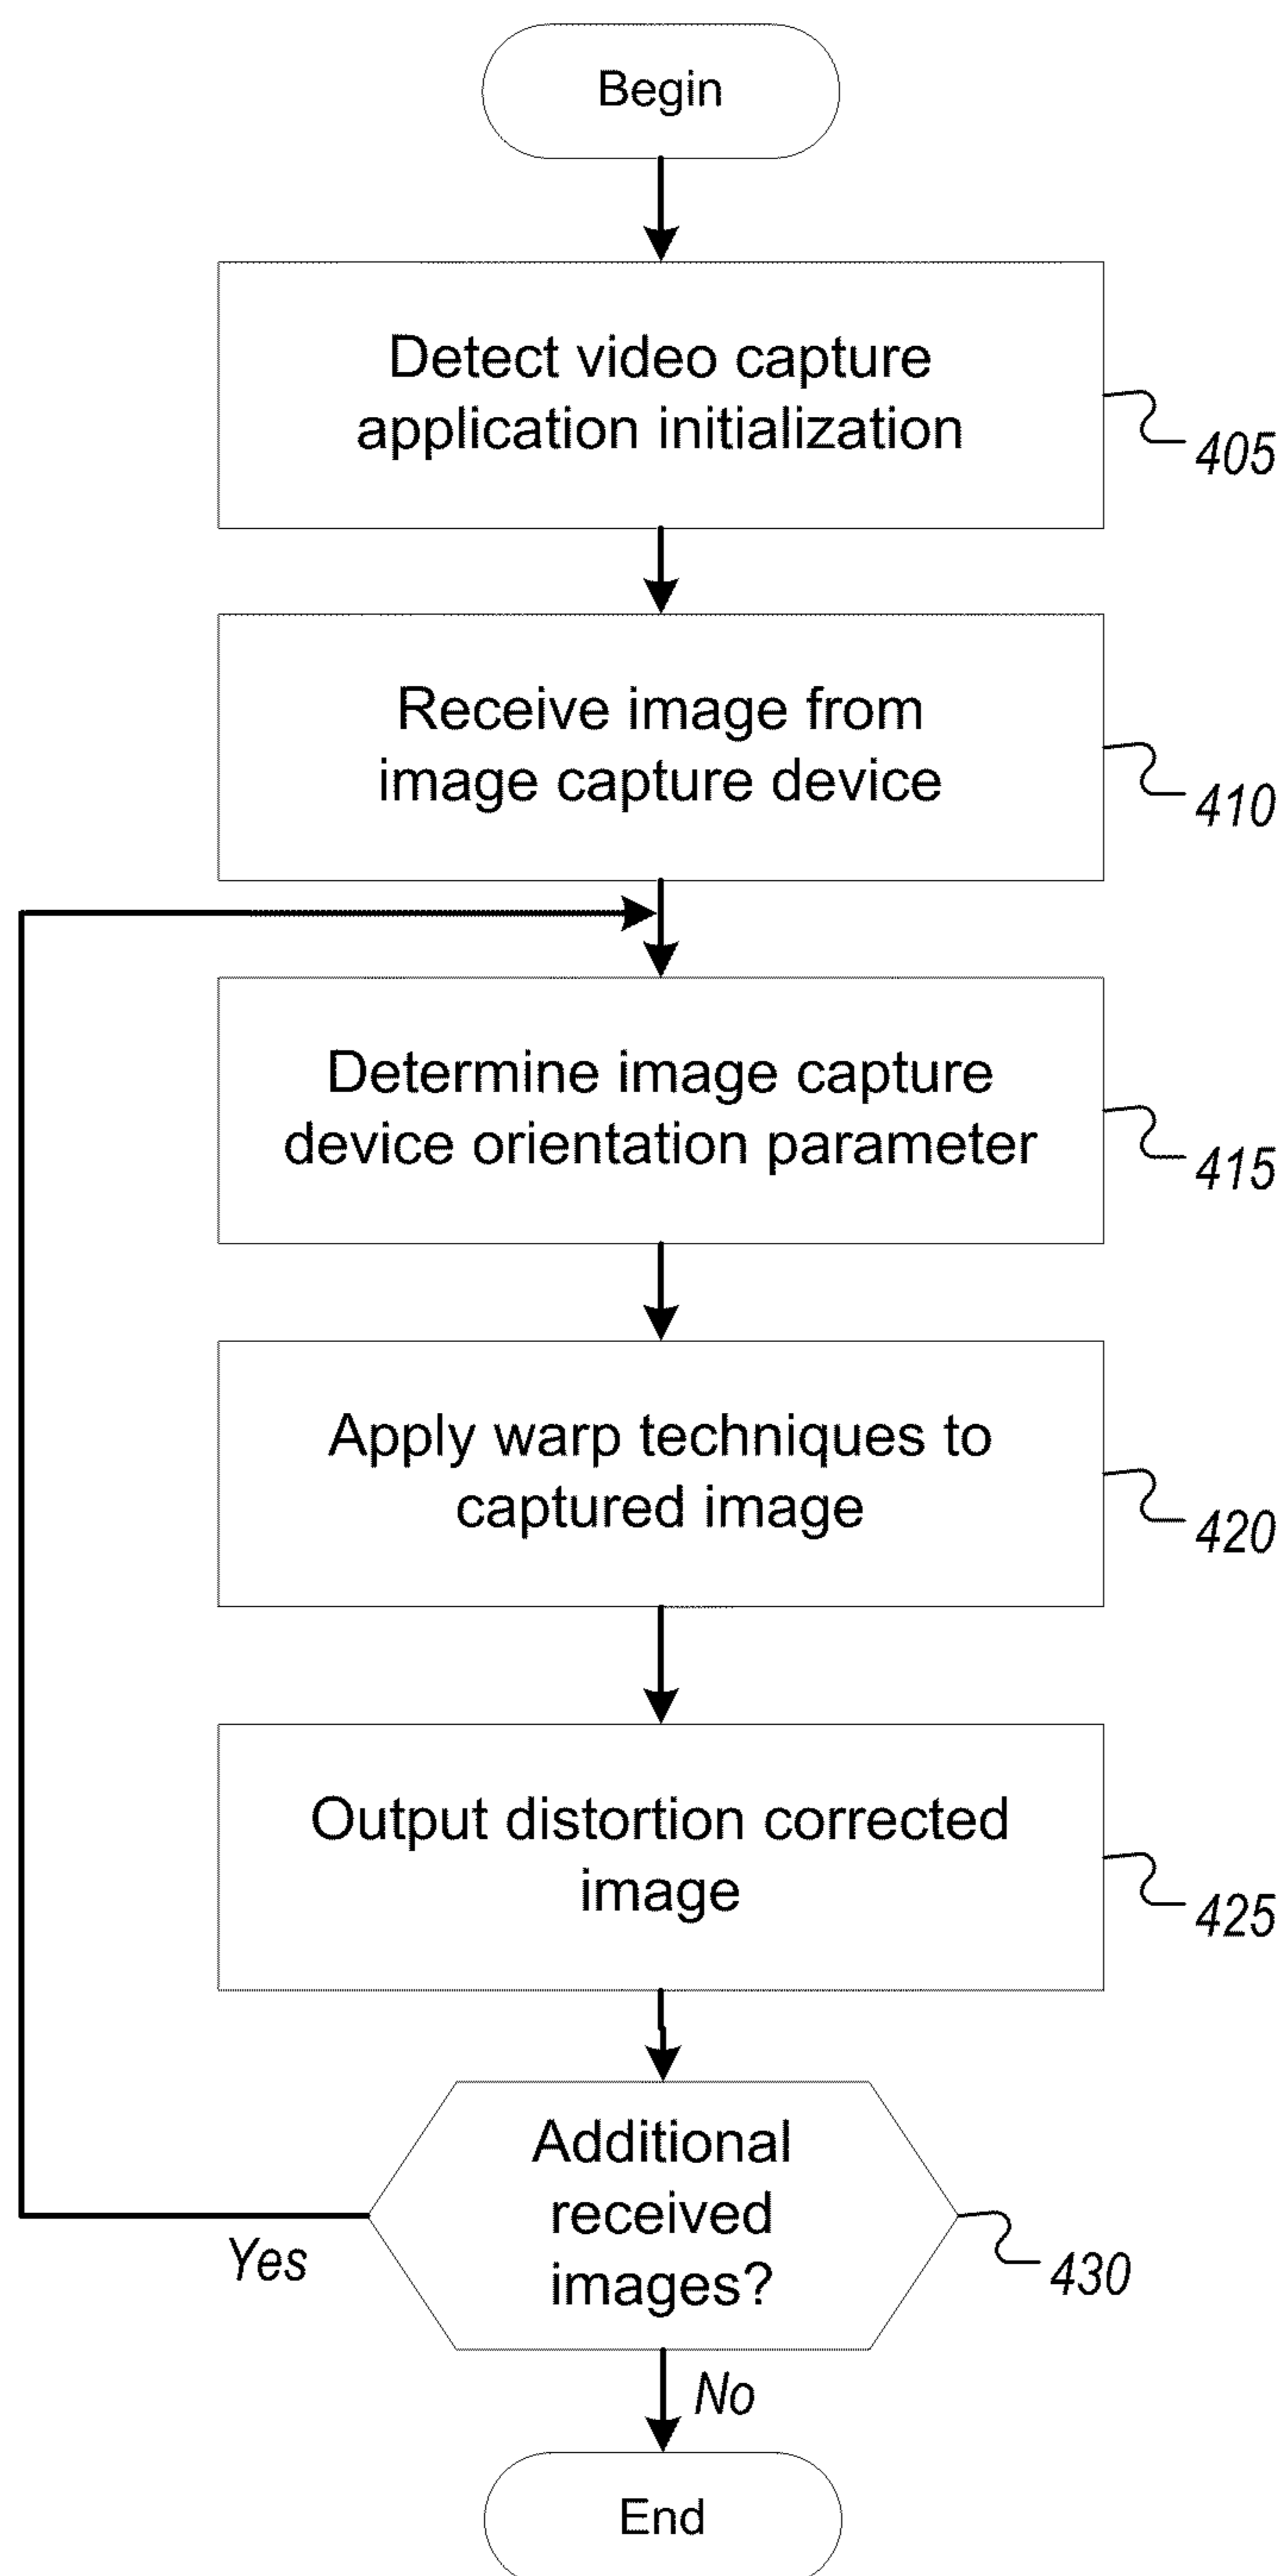 Begin
Detect video capture
application initialization
405
Receive image from
image capture device
410
Determine image capture
device orientation parameter
415
Apply warp techniques to
captured image
420
Output distortion corrected
image
425
Additional
received
images?
430
Yes
No
End